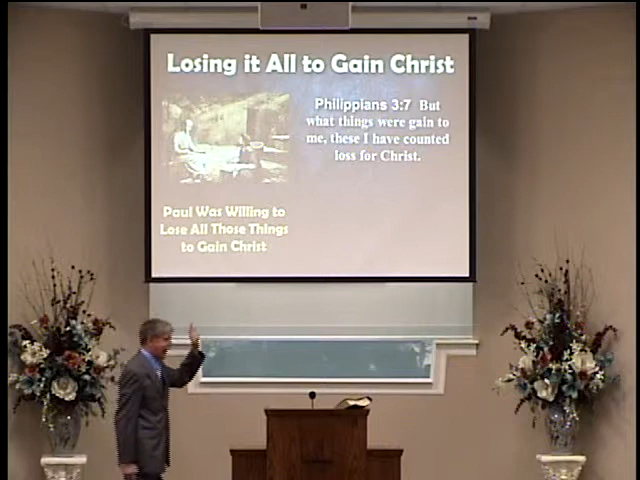 Losing it All to Gain Christ
Philippians 3:7 But
what things were gain to
me, these I have counted
loss for Christ.
Paul Was Willing to
Lose All Those Things
to Gain Christ